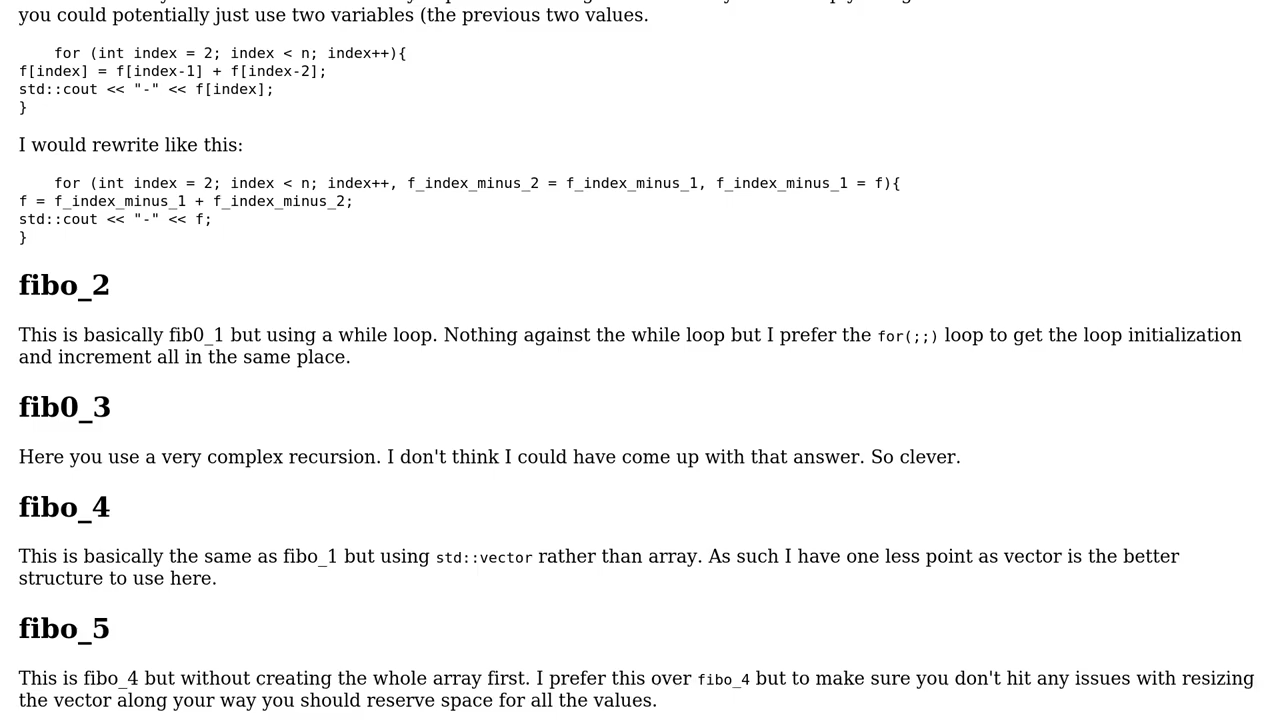 you could potentially just use two variables (the previous two values.
for (int index = 2; index < n; index++){
f[index] = f[index-1] + f[index-2];
std::cout << "-" << f[index];
}
I would rewrite like this:
for (int index = 2; index < n; index++, f_index_minus_2 = f_index_minus_1, f_index_minus_1 = f){
f = f_index_minus_1 + f_index_minus_2;
std::cout << "-" << f;
}
fibo_2
This is basically fib0_1 but using a while loop. Nothing against the while loop but I prefer the for(;;) loop to get the loop initialization
and increment all in the same place.
fib0_3
Here you use a very complex recursion. I don't think I could have come up with that answer. So clever.
fibo_4
This is basically the same as fibo_1 but using std::vector rather than array. As such I have one less point as vector is the better
structure to use here.
fibo_5
This is fibo_4 but without creating the whole array first. I prefer this over fibo_4 but to make sure you don't hit any issues with resizing
the vector along your way you should reserve space for all the values.